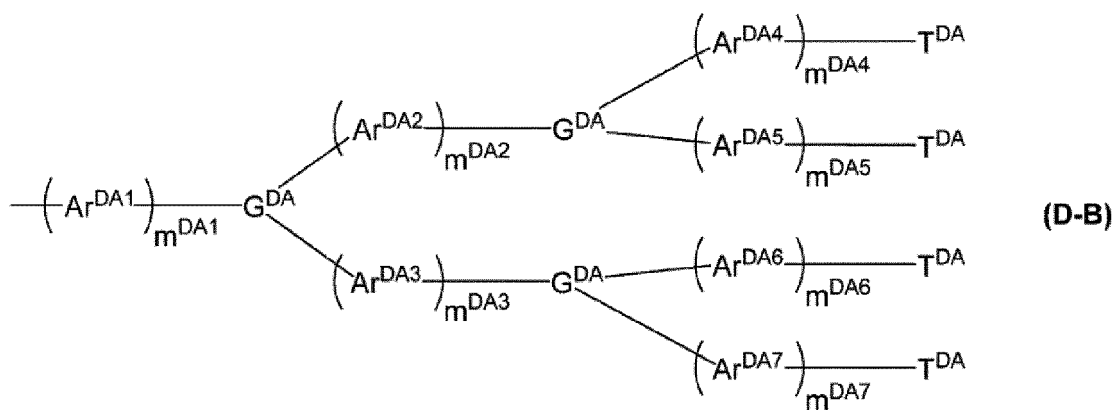 (Ar^DA4)m^DA4 T^DA
(Ar^DA2)m^DA2 G^DA (Ar^DA5)m^DA5 T^DA
(Ar^DA1)m^DA1 G^DA (D-B)
(Ar^DA3)m^DA3 G^DA (Ar^DA6)m^DA6 T^DA
(Ar^DA7)m^DA7 T^DA